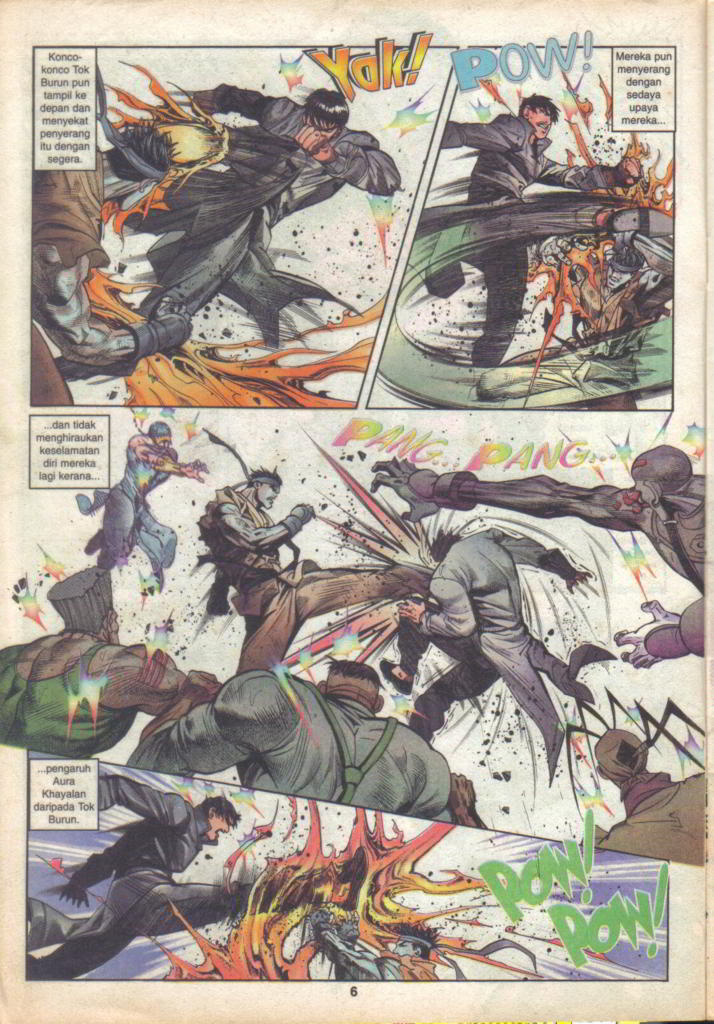 Konco-
konco Tok
Burun pun
tampil ke
depan dan
menyekat
penyerang
itu dengan
segera.
Yak!
POW!
Mereka pun
menyerang
dengan
sedaya
upaya
mereka...
...dan tidak
menghiraukan
keselamatan
diri mereka
lagi kerana...
PANG... PANG...
...pengaruh
Aura
Khayalan
daripada Tok
Burun.
POW!
POW!
6